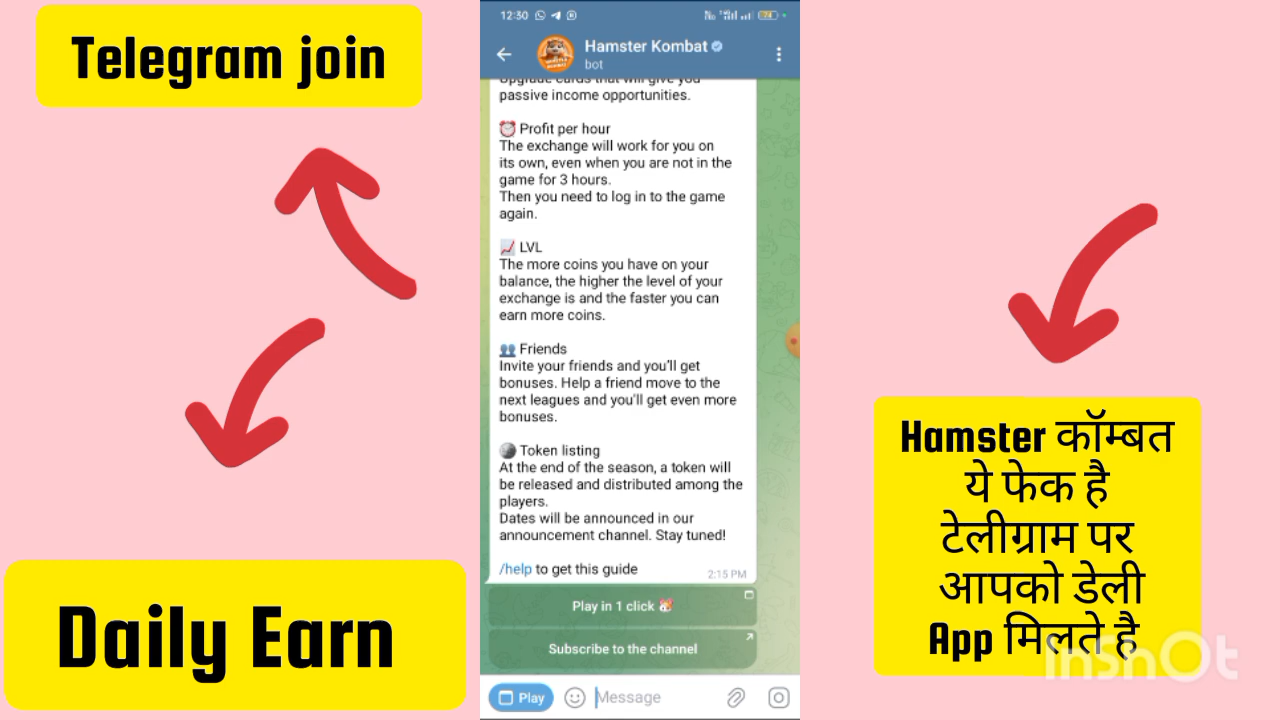 Telegram join
Daily Earn
12:30
Hamster Kombat
bot
Upgrade cards that will give you
passive income opportunities.
⏰ Profit per hour
The exchange will work for you on
its own, even when you are not in the
game for 3 hours.
Then you need to log in to the game
again.
📈 LVL
The more coins you have on your
balance, the higher the level of your
exchange is and the faster you can
earn more coins.
👥 Friends
Invite your friends and you'll get
bonuses. Help a friend move to the
next leagues and you'll get even more
bonuses.
Token listing
At the end of the season, a token will
be released and distributed among the
players.
Dates will be announced in our
announcement channel. Stay tuned!
/help to get this guide
2:15 PM
Play in 1 click 🐹
Subscribe to the channel
Play
Message
Hamster कॉम्बत
ये फेक है
टेलीग्राम पर
आपको डेली
App मिलते है
InShOt